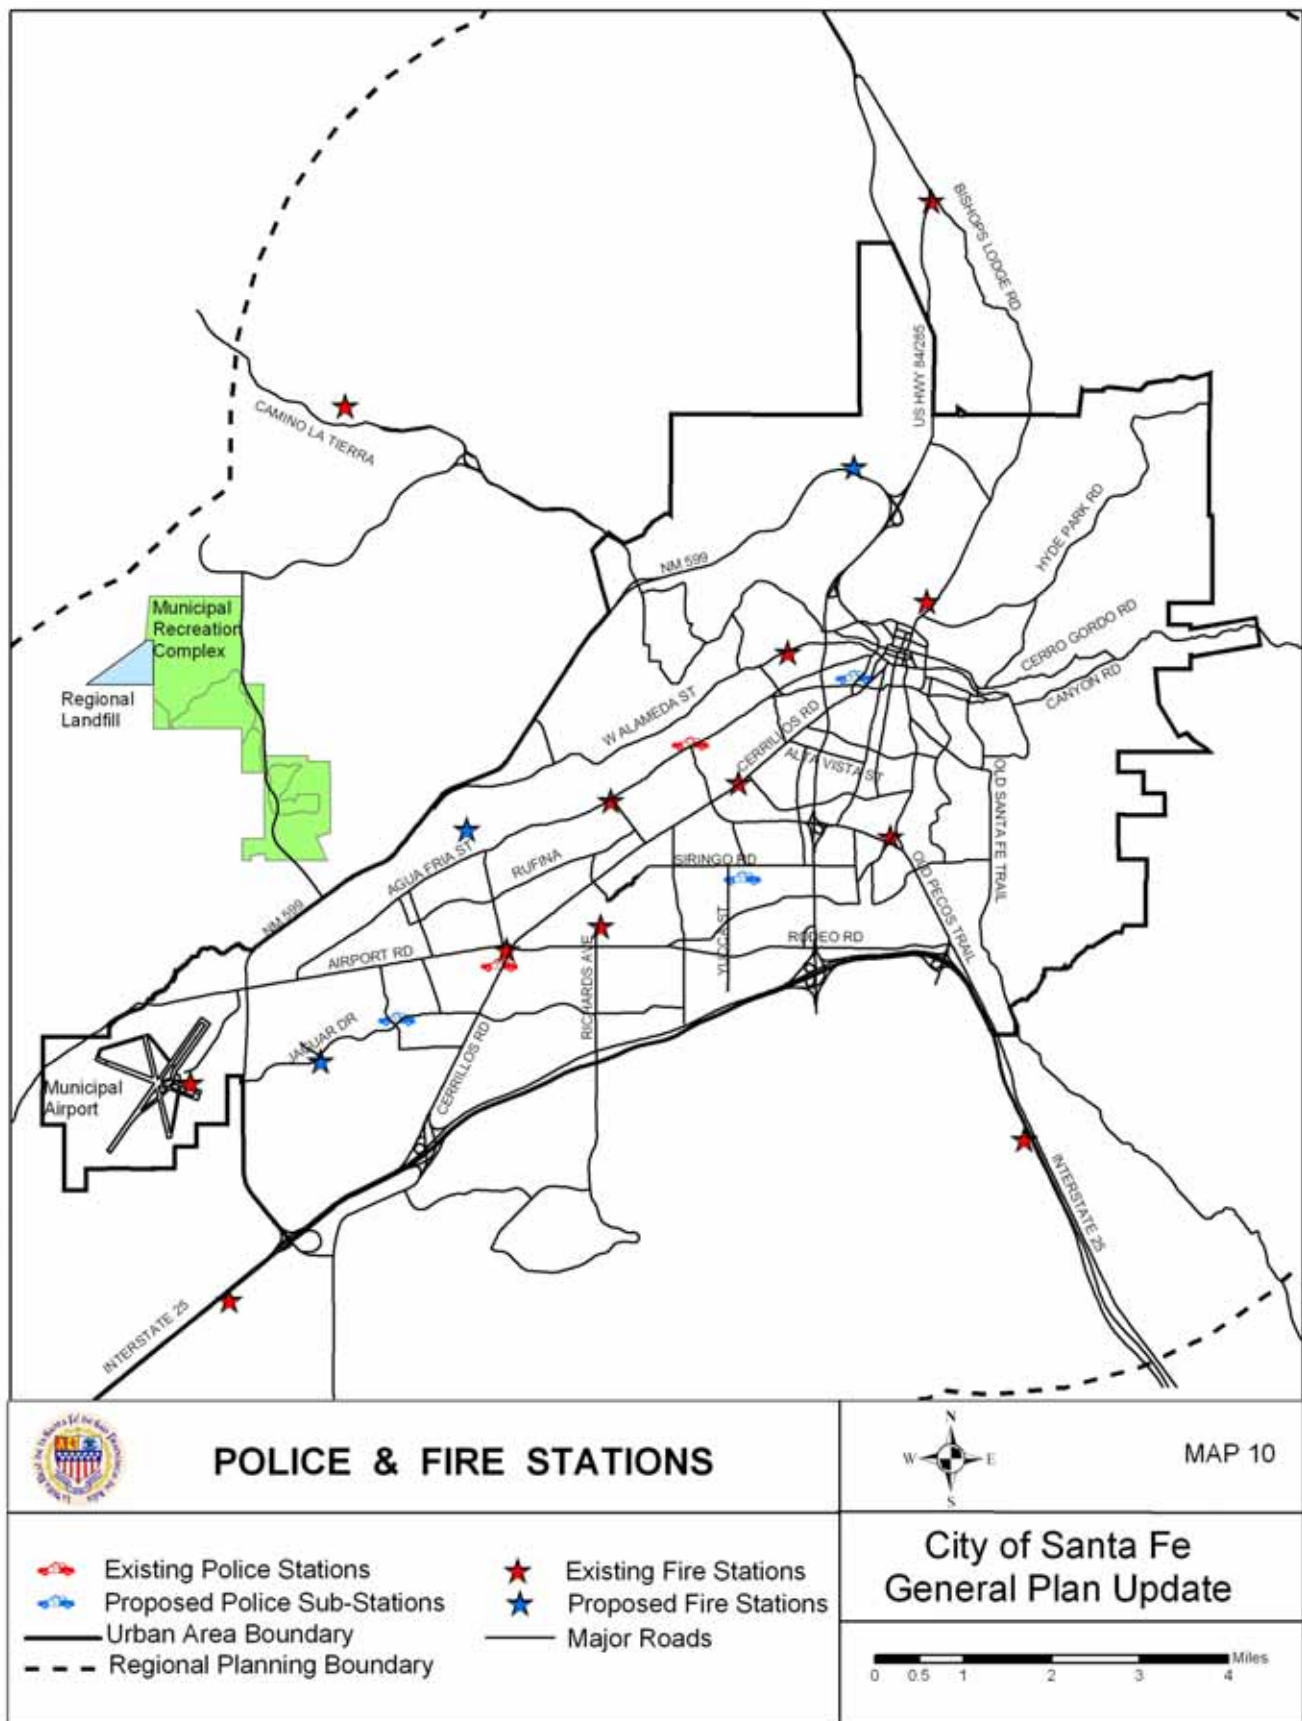 BISHOPS LODGE RD
US HWY 84/285
CAMINO LA TIERRA
HYDE PARK RD
NM 599
Municipal
Recreation
Complex
CERRO GORDO RD
CANYON RD
Regional
Landfill
W ALAMEDA ST
CERRILLOS RD
ALTA VISTA ST
OLD SANTA FE TRAIL
AGUA FRIA ST
RUFINA
SIRINGO RD
OLD PECOS TRAIL
NM 599
AIRPORT RD
RICHARDS AVE
YUCCA ST
RODEO RD
JAGUAR DR
CERRILLOS RD
Municipal
Airport
INTERSTATE 25
INTERSTATE 25
POLICE & FIRE STATIONS
N
W E
S
MAP 10
Existing Police Stations
Proposed Police Sub-Stations
Urban Area Boundary
Regional Planning Boundary
Existing Fire Stations
Proposed Fire Stations
Major Roads
City of Santa Fe
General Plan Update
Miles
0 0.5 1 2 3 4